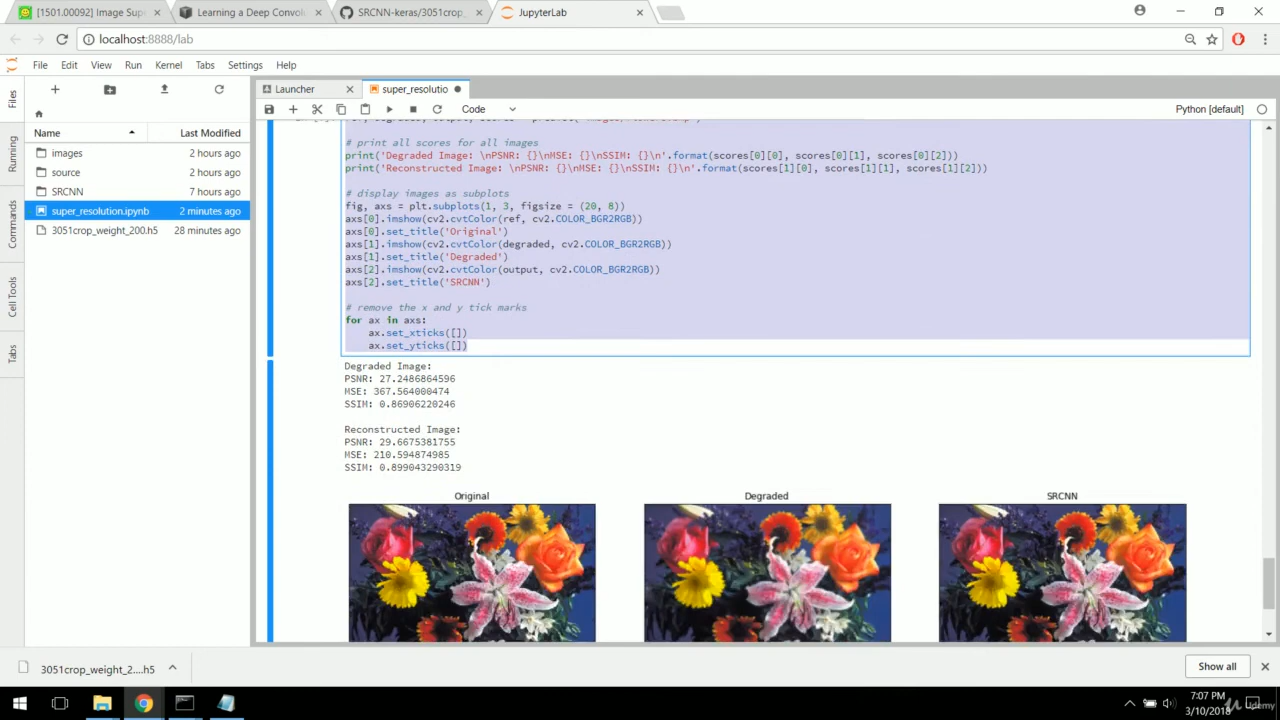 [1501.00092] Image Sup
Learning a Deep Convol
SRCNN-keras/3051crop_
JupyterLab
localhost:8888/lab
File Edit View Run Kernel Tabs Settings Help
Files
Running
Commands
Cell Tools
Tabs
Name Last Modified
images 2 hours ago
source 2 hours ago
SRCNN 7 hours ago
super_resolution.ipynb 2 minutes ago
3051crop_weight_200.h5 28 minutes ago
Launcher
super_resolutio
Code
Python [default]
# print all scores for all images
print('Degraded Image: \nPSNR: {}\nMSE: {}\nSSIM: {}\n'.format(scores[0][0], scores[0][1], scores[0][2]))
print('Reconstructed Image: \nPSNR: {}\nMSE: {}\nSSIM: {}\n'.format(scores[1][0], scores[1][1], scores[1][2]))
# display images as subplots
fig, axs = plt.subplots(1, 3, figsize = (20, 8))
axs[0].imshow(cv2.cvtColor(ref, cv2.COLOR_BGR2RGB))
axs[0].set_title('Original')
axs[1].imshow(cv2.cvtColor(degraded, cv2.COLOR_BGR2RGB))
axs[1].set_title('Degraded')
axs[2].imshow(cv2.cvtColor(output, cv2.COLOR_BGR2RGB))
axs[2].set_title('SRCNN')
# remove the x and y tick marks
for ax in axs:
ax.set_xticks([])
ax.set_yticks([])
Degraded Image:
PSNR: 27.2486864596
MSE: 367.564000474
SSIM: 0.86906220246
Reconstructed Image:
PSNR: 29.6675381755
MSE: 210.594874985
SSIM: 0.899043290319
Original Degraded SRCNN
3051crop_weight_2....h5
Show all
7:07 PM
3/10/2018
Udemy